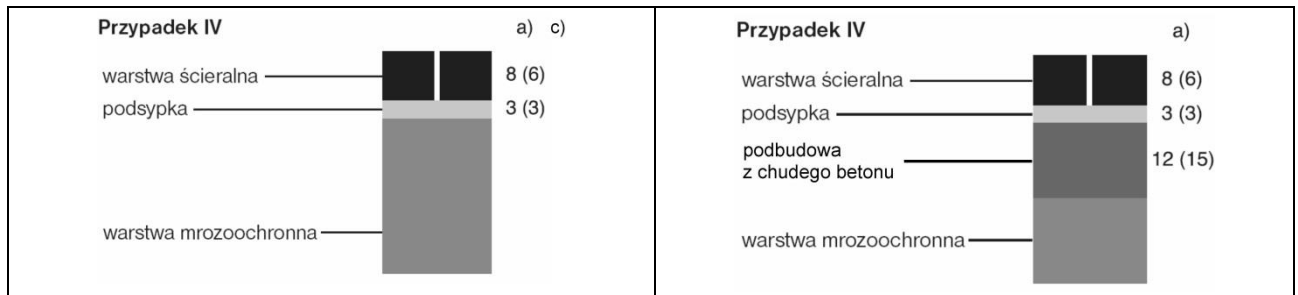 Przypadek IV a) c)
warstwa ścieralna 8 (6)
podsypka 3 (3)
warstwa mrozoochronna
Przypadek IV a)
warstwa ścieralna 8 (6)
podsypka 3 (3)
podbudowa
z chudego betonu 12 (15)
warstwa mrozoochronna